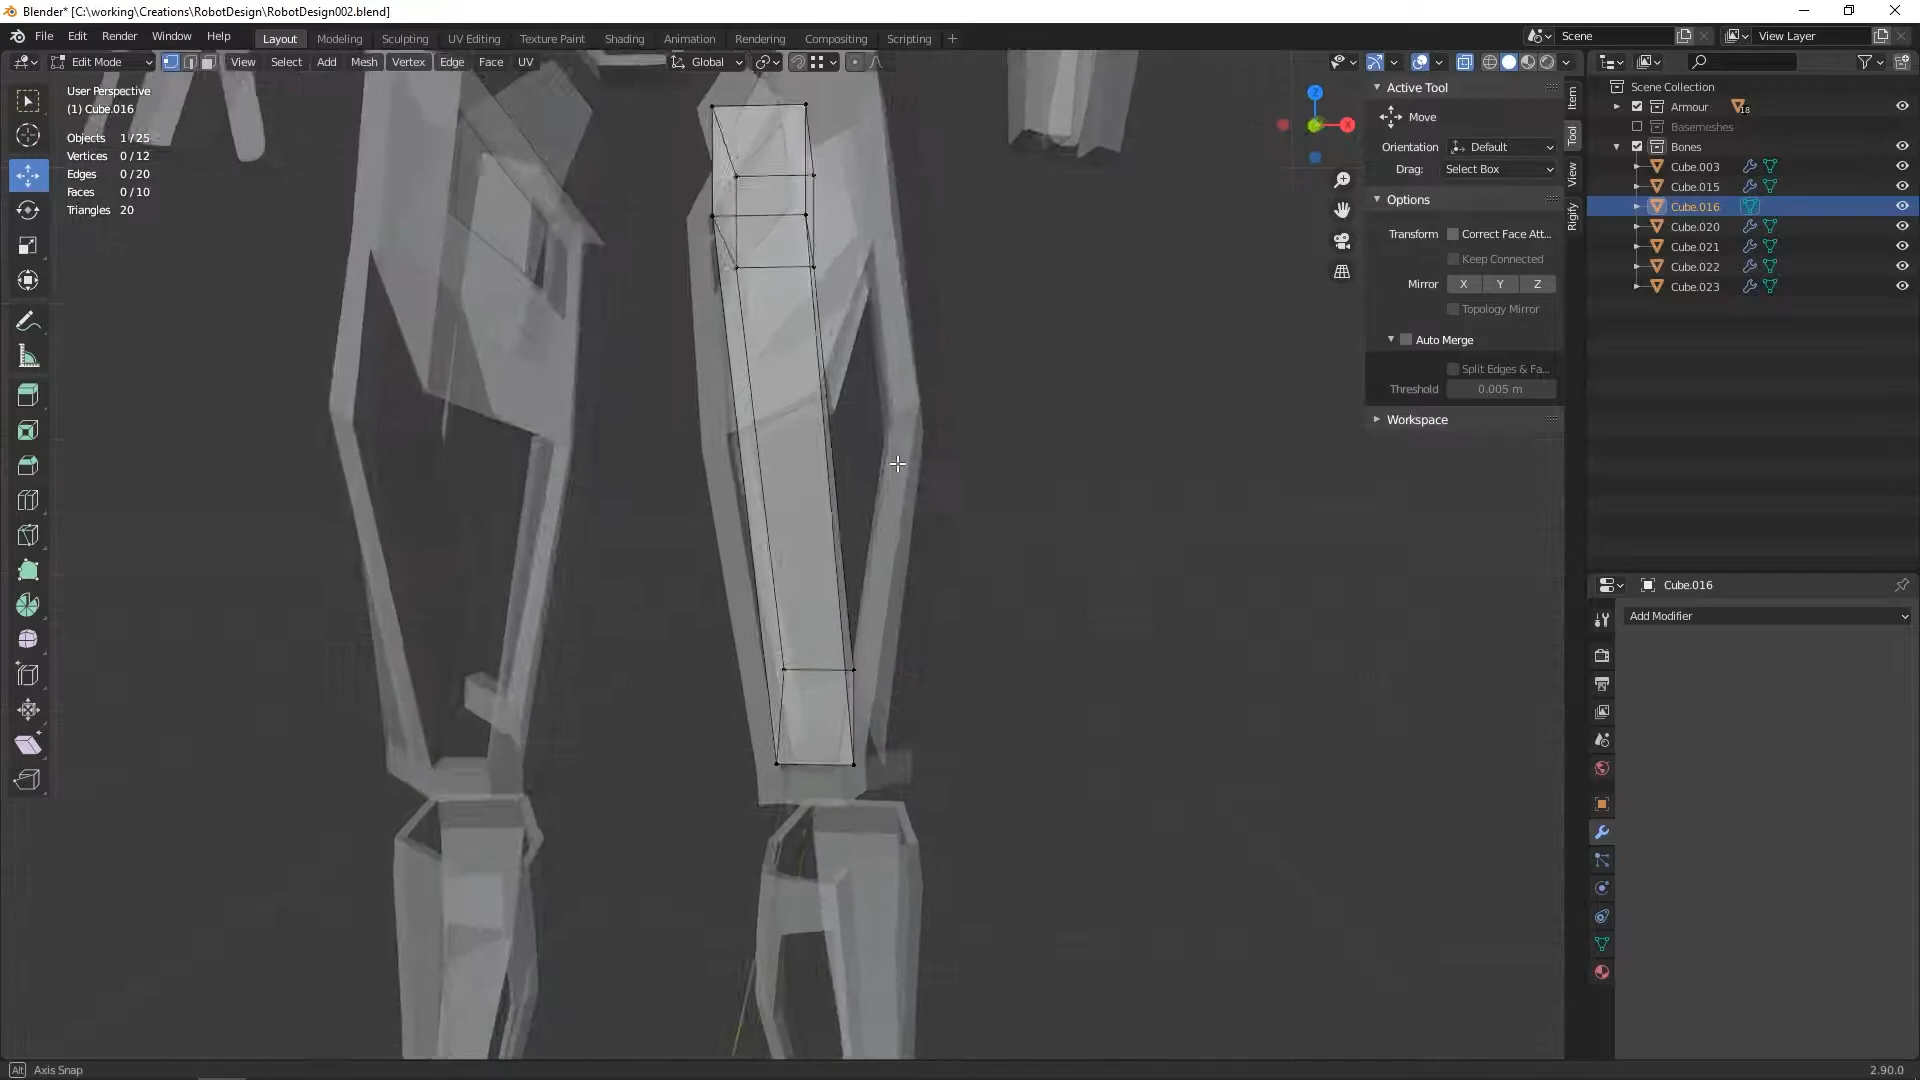 Blender* [C:\working\Creations\RobotDesign\RobotDesign002.blend]
File Edit Render Window Help Layout Modeling Sculpting UV Editing Texture Paint Shading Animation Rendering Compositing Scripting + Scene View Layer
Edit Mode View Select Add Mesh Vertex Edge Face UV Global
User Perspective
(1) Cube.016
Objects 1/25
Vertices 0/12
Edges 0/20
Faces 0/10
Triangles 20
Z
X
Active Tool
Move
Orientation Default
Drag: Select Box
Options
Transform Correct Face Att...
Keep Connected
Mirror X Y Z
Topology Mirror
Auto Merge
Split Edges & Fa...
Threshold 0.005 m
Workspace
Item
Tool
View
Rigify
Scene Collection
Armour 18
Basemeshes
Bones
Cube.003
Cube.015
Cube.016
Cube.020
Cube.021
Cube.022
Cube.023
Cube.016
Add Modifier
Alt Axis Snap
2.90.0